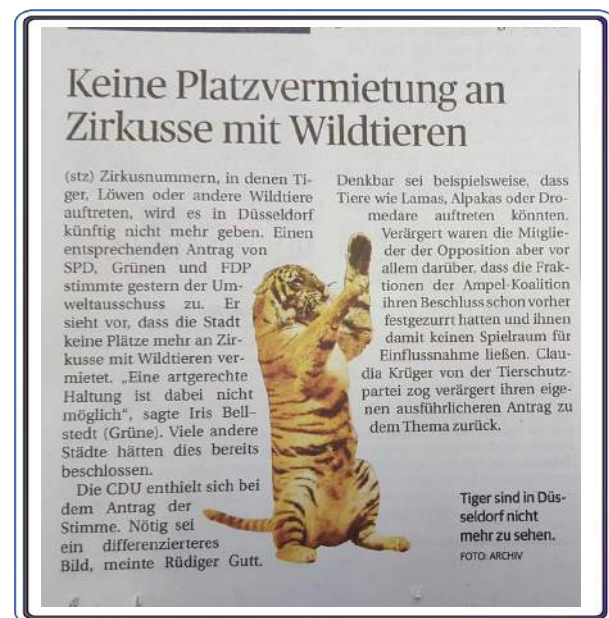 Keine Platzvermietung an
Zirkusse mit Wildtieren
(stz) Zirkusnummern, in denen Ti-
ger, Löwen oder andere Wildtiere
auftreten, wird es in Düsseldorf
künftig nicht mehr geben. Einen
entsprechenden Antrag von
SPD, Grünen und FDP
stimmte gestern der Um-
weltausschuss zu. Er
sieht vor, dass die Stadt
keine Plätze mehr an Zir-
kusse mit Wildtieren ver-
mietet. „Eine artgerechte
Haltung ist dabei nicht
möglich“, sagte Iris Bell-
stedt (Grüne). Viele andere
Städte hätten dies bereits
beschlossen.
Die CDU enthielt sich bei
dem Antrag der
Stimme. Nötig sei
ein differenzierteres
Bild, meinte Rüdiger Gutt.
Denkbar sei beispielsweise, dass
Tiere wie Lamas, Alpakas oder Dro-
medare auftreten könnten.
Verärgert waren die Mitglie-
der der Opposition aber vor
allem darüber, dass die Frak-
tionen der Ampel-Koalition
ihren Beschluss schon vorher
festgezurrt hatten und ihnen
damit keinen Spielraum für
Einflussnahme ließen. Clau-
dia Krüger von der Tierschutz-
partei zog verärgert ihren eige-
nen ausführlicheren Antrag zu
dem Thema zurück.
Tiger sind in Düs-
seldorf nicht
mehr zu sehen.
FOTO: ARCHIV